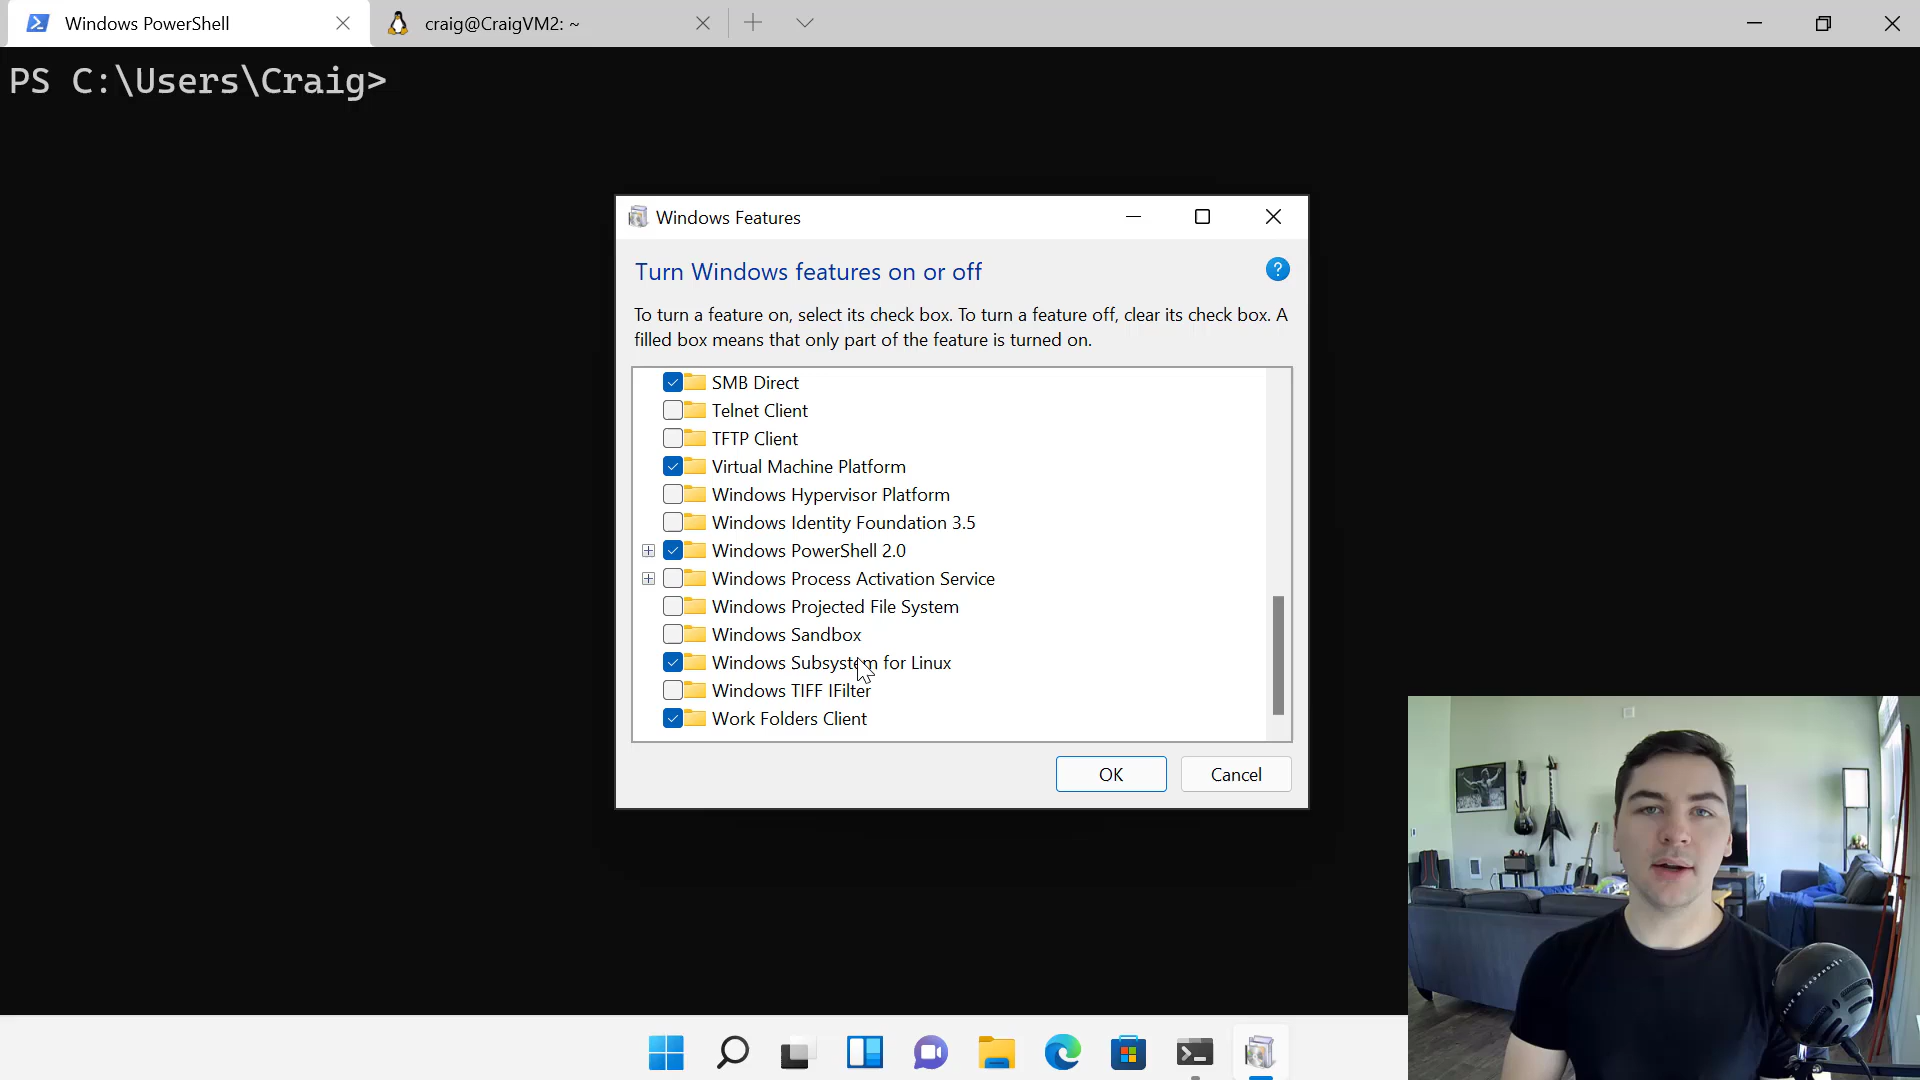 Windows PowerShell
craig@CraigVM2: ~
PS C:\Users\Craig>
Windows Features
Turn Windows features on or off
To turn a feature on, select its check box. To turn a feature off, clear its check box. A
filled box means that only part of the feature is turned on.
SMB Direct
Telnet Client
TFTP Client
Virtual Machine Platform
Windows Hypervisor Platform
Windows Identity Foundation 3.5
Windows PowerShell 2.0
Windows Process Activation Service
Windows Projected File System
Windows Sandbox
Windows Subsystem for Linux
Windows TIFF IFilter
Work Folders Client
OK
Cancel